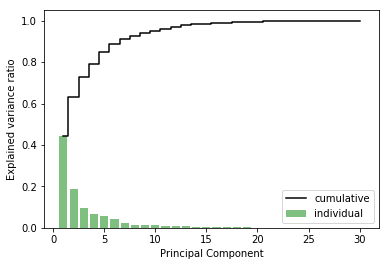 1.0
0.8
0.6
0.4
0.2
0.0
Explained variance ratio
cumulative
individual
0 5 10 15 20 25 30
Principal Component